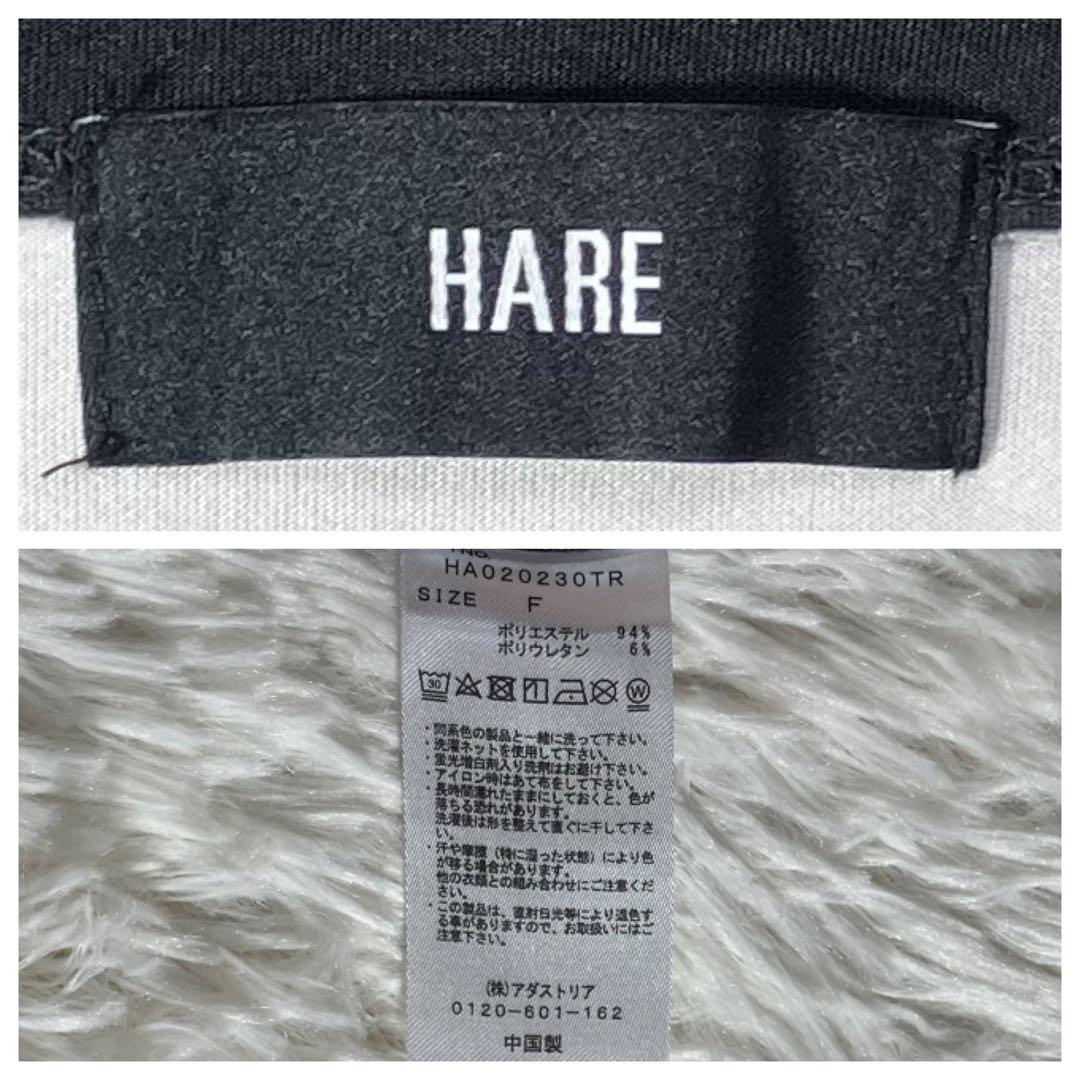 HARE
NO.
HA020230TR
SIZE F
ポリエステル 94%
ポリウレタン 6%
30
W
・同系色の製品と一緒に洗って下さい。
・洗濯ネットを使用して下さい。
・蛍光増白剤入り洗剤はお避け下さい。
・アイロン時はあて布をして下さい。
・長時間濡れたままにしておくと、色が
落ちる恐れがあります。
洗濯後は形を整えて直ぐに干して下さ
い。
・汗や摩擦（特に湿った状態）により色
が移る場合があります。
他の衣類との組み合わせにご注意くだ
さい。
・この製品は、直射日光等により退色す
る事がありますので、お取扱いにはご
注意下さい。
(株)アダストリア
0120-601-162
中国製